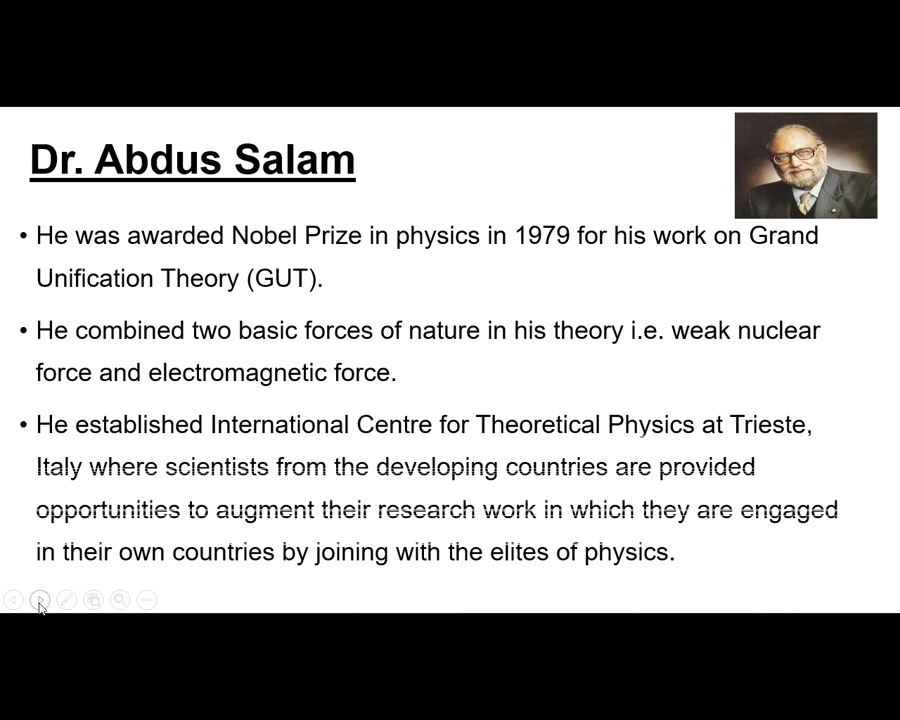 Dr. Abdus Salam
• He was awarded Nobel Prize in physics in 1979 for his work on Grand
Unification Theory (GUT).
• He combined two basic forces of nature in his theory i.e. weak nuclear
force and electromagnetic force.
• He established International Centre for Theoretical Physics at Trieste,
Italy where scientists from the developing countries are provided
opportunities to augment their research work in which they are engaged
in their own countries by joining with the elites of physics.